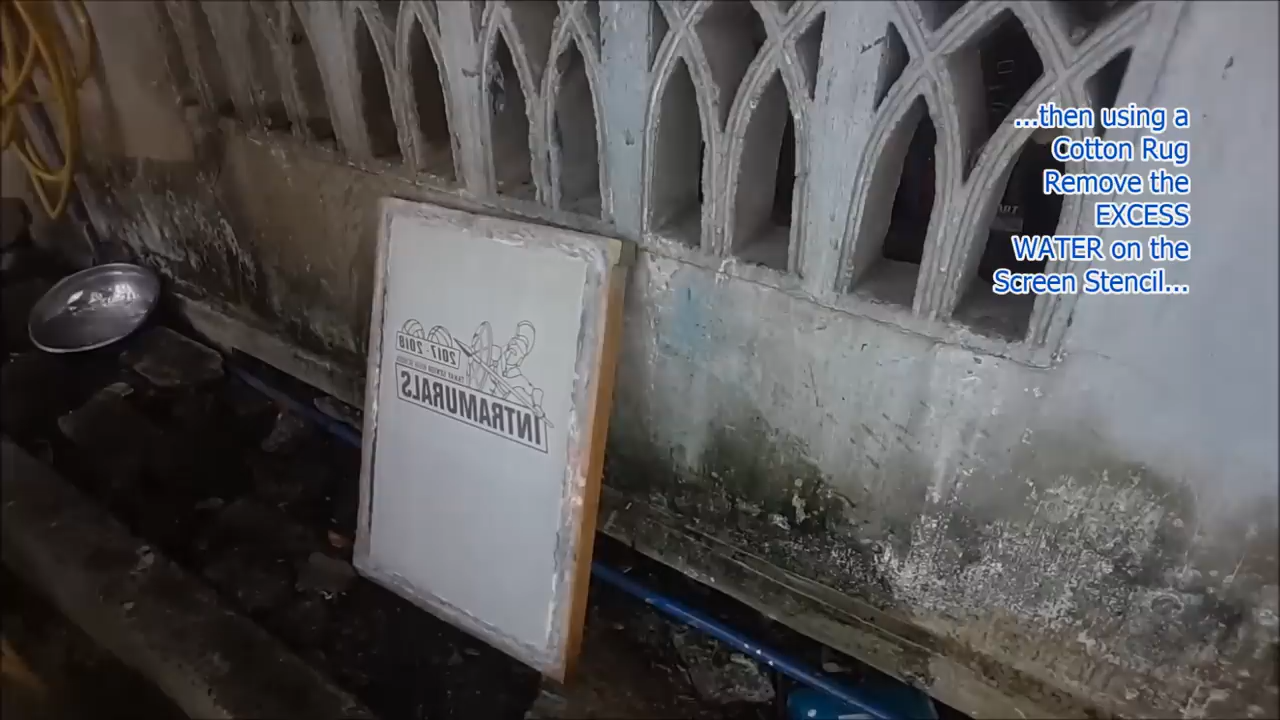 ...then using a
Cotton Rug
Remove the
EXCESS
WATER on the
Screen Stencil...
2017-2018
INTRAMURALS